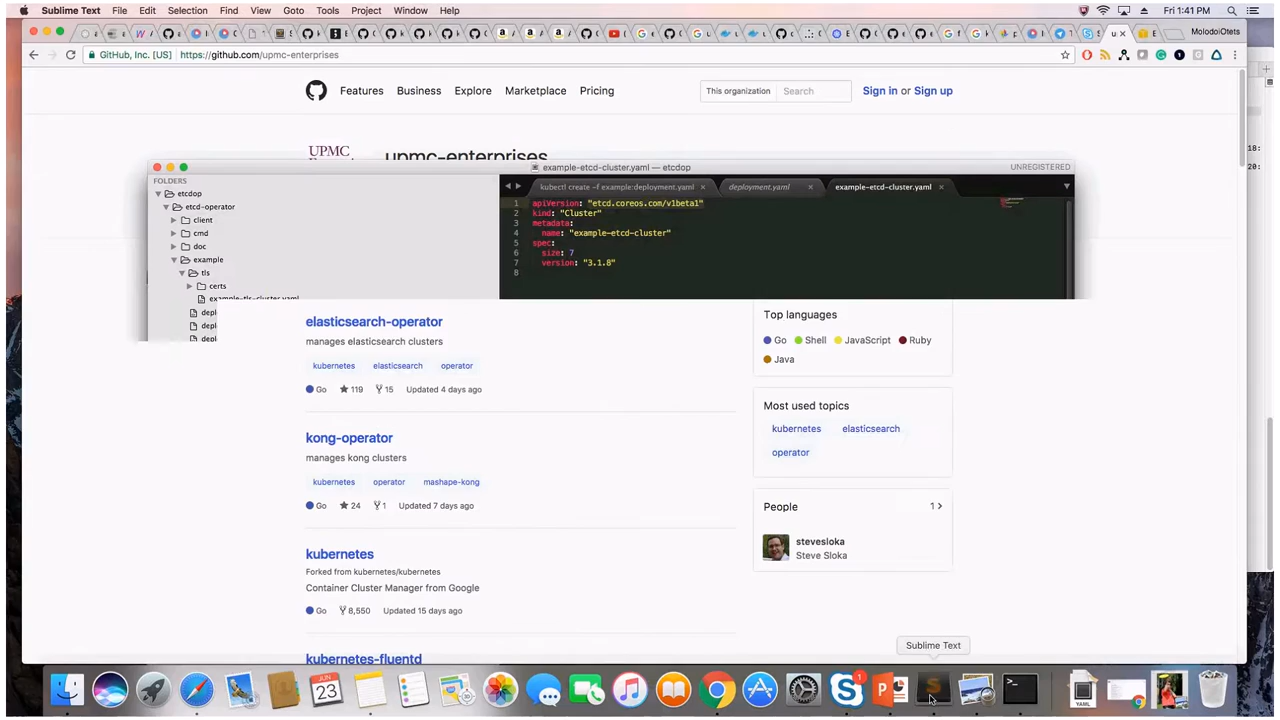 Sublime Text File Edit Selection Find View Goto Tools Project Window Help Fri 1:41 PM
MolodoiOtets
GitHub, Inc. [US] https://github.com/upmc-enterprises
Features Business Explore Marketplace Pricing This organization Search Sign in or Sign up
UPMC
upmc-enterprises
example-etcd-cluster.yaml — etcdop UNREGISTERED
FOLDERS
kubectl create -f example:deployment.yaml deployment.yaml example-etcd-cluster.yaml
etcdop
etcd-operator
client
cmd
doc
example
tls
certs
example-tls-cluster.yaml
1 apiVersion: "etcd.coreos.com/v1beta1"
2 kind: "Cluster"
3 metadata:
4 name: "example-etcd-cluster"
5 spec:
6 size: 7
7 version: "3.1.8"
8
elasticsearch-operator
manages elasticsearch clusters
kubernetes elasticsearch operator
Go 119 15 Updated 4 days ago
kong-operator
manages kong clusters
kubernetes operator mashape-kong
Go 24 1 Updated 7 days ago
kubernetes
Forked from kubernetes/kubernetes
Container Cluster Manager from Google
Go 8,550 Updated 15 days ago
kubernetes-fluentd
Top languages
Go Shell JavaScript Ruby
Java
Most used topics
kubernetes elasticsearch
operator
People 1
stevesloka
Steve Sloka
Sublime Text
JUN
23
1
YAML